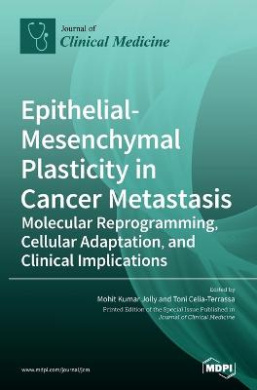 Journal of
Clinical Medicine
Epithelial-
Mesenchymal
Plasticity in
Cancer Metastasis
Molecular Reprogramming,
Cellular Adaptation, and
Clinical Implications
Edited by
Mohit Kumar Jolly and Toni Celia-Terrassa
Printed Edition of the Special Issue Published in
Journal of Clinical Medicine
www.mdpi.com/journal/jcm
MDPI